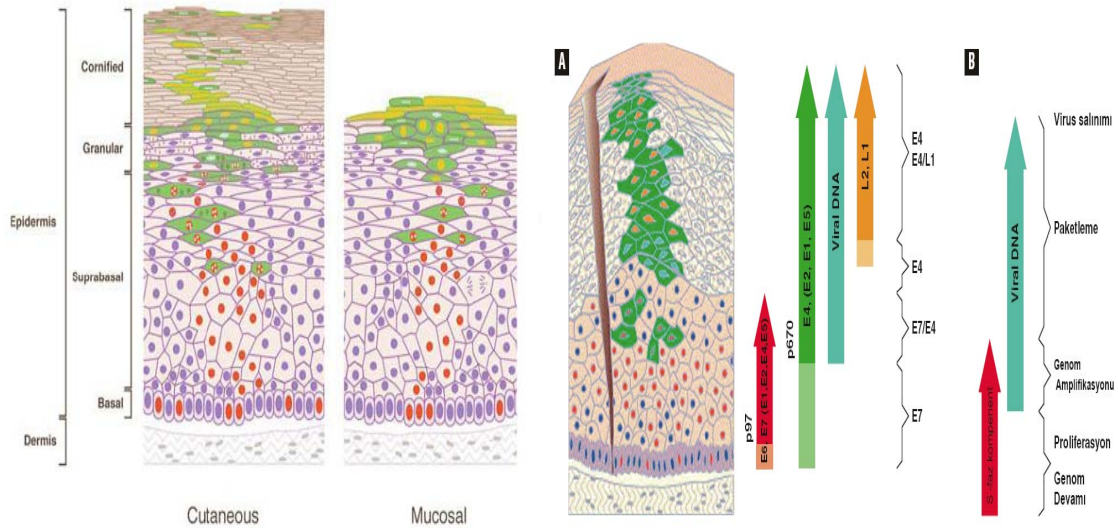 Epidermis
Dermis
Cornified
Granular
Suprabasal
Basal
Cutaneous
Mucosal
A
p97
E6, E7 (E1,E2,E4,E5)
p670
E4, (E2, E1, E5)
Viral DNA
L2, L1
E4
E4/L1
E4
E7/E4
E7
B
S -faz kompenent
Viral DNA
Virus salınımı
Paketleme
Genom
Amplifikasyonu
Proliferasyon
Genom
Devamı